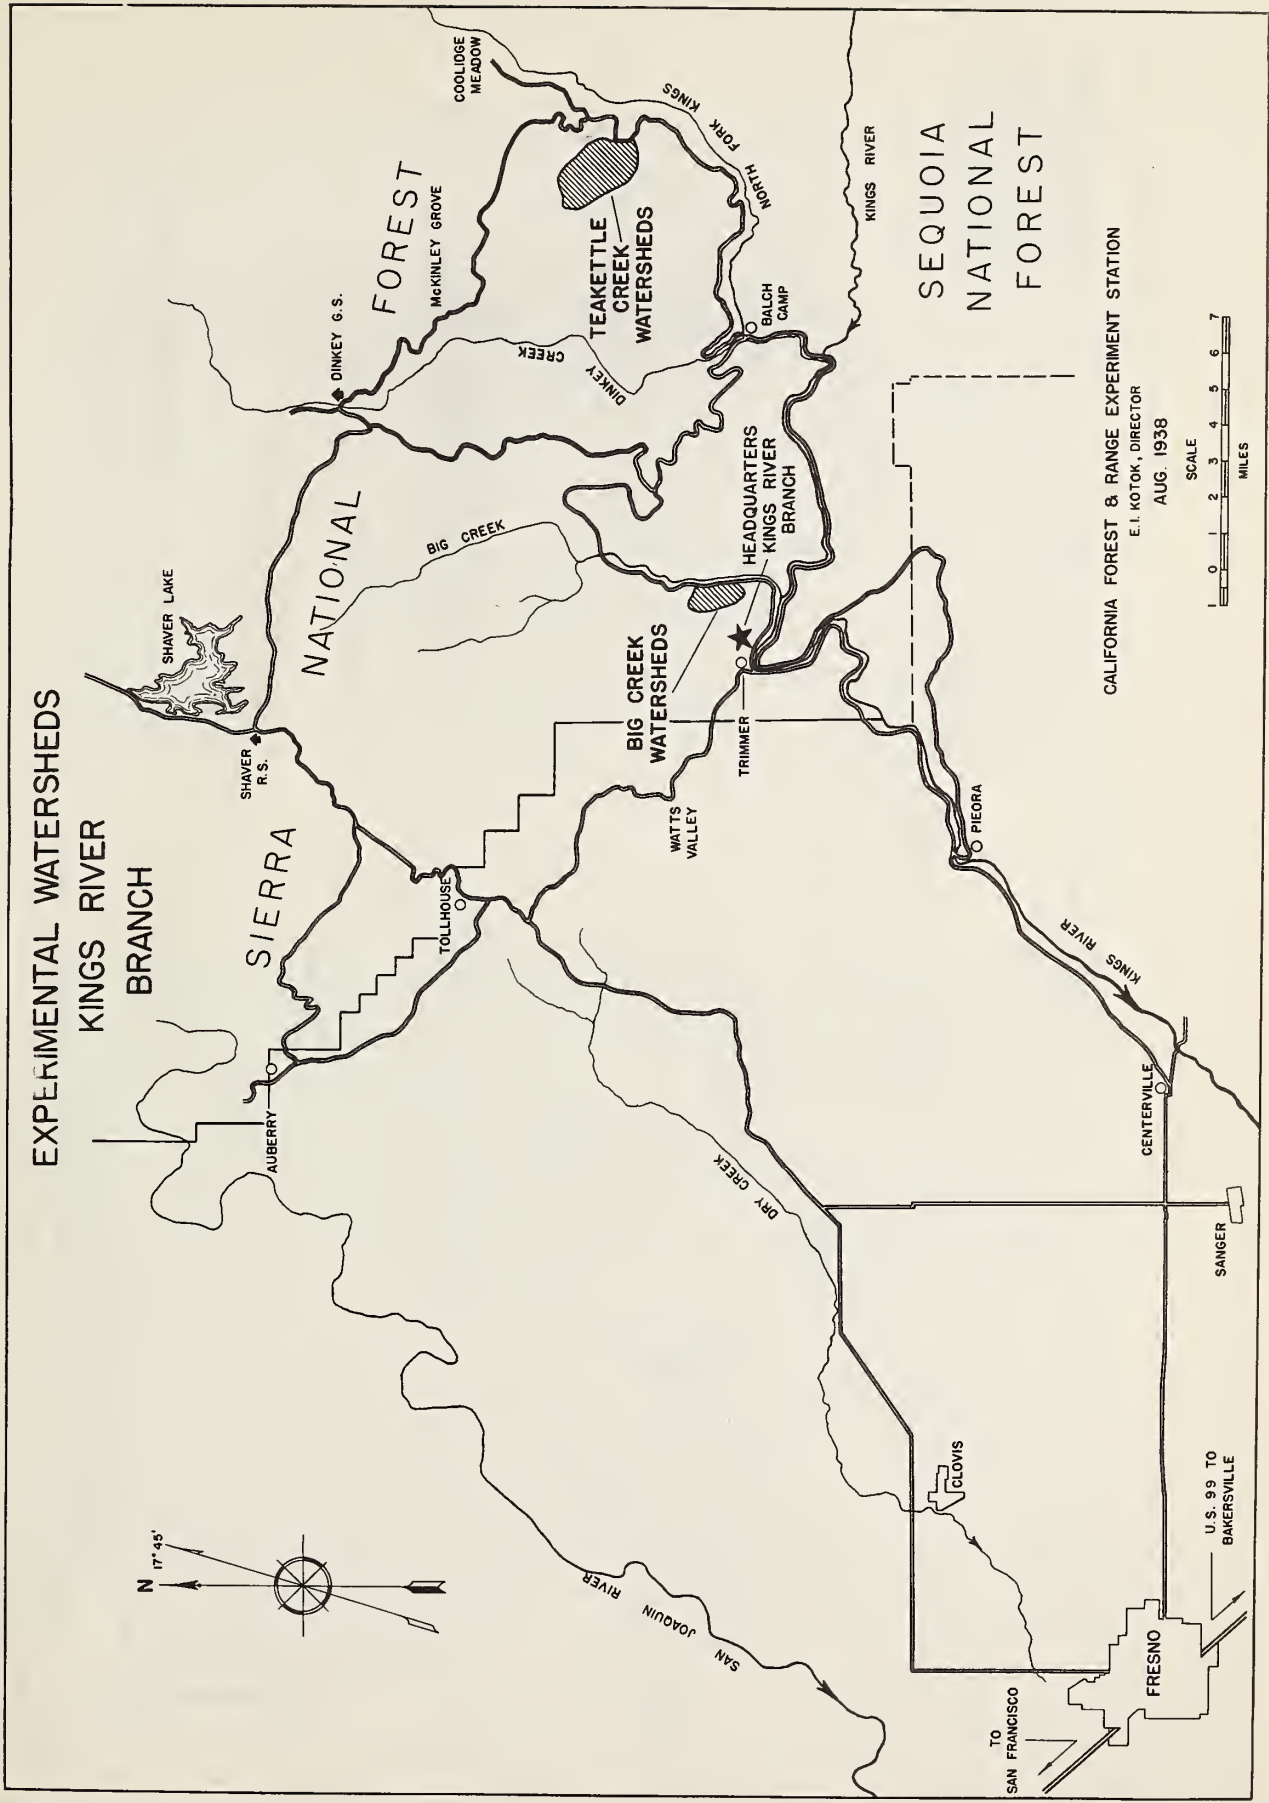 EXPERIMENTAL WATERSHEDS
KINGS RIVER
BRANCH
N
17° 45'
AUBERRY
SHAVER
R.S.
SHAVER LAKE
SIERRA
NATIONAL
FOREST
DINKEY G.S.
McKINLEY GROVE
COOLIDGE
MEADOW
TOLLHOUSE
BIG CREEK
DINKEY CREEK
TEAKETTLE
CREEK
WATERSHEDS
NORTH FORK KINGS
BIG CREEK
WATERSHEDS
WATTS
VALLEY
TRIMMER
HEADQUARTERS
KINGS RIVER
BRANCH
BALCH
CAMP
KINGS RIVER
SAN JOAQUIN RIVER
DRY CREEK
PIEORA
KINGS RIVER
SEQUOIA
NATIONAL
FOREST
CLOVIS
CENTERVILLE
SANGER
FRESNO
TO
SAN FRANCISCO
U.S. 99 TO
BAKERSVILLE
CALIFORNIA FOREST & RANGE EXPERIMENT STATION
E.I. KOTOK, DIRECTOR
AUG. 1938
SCALE
1 0 1 2 3 4 5 6 7
MILES